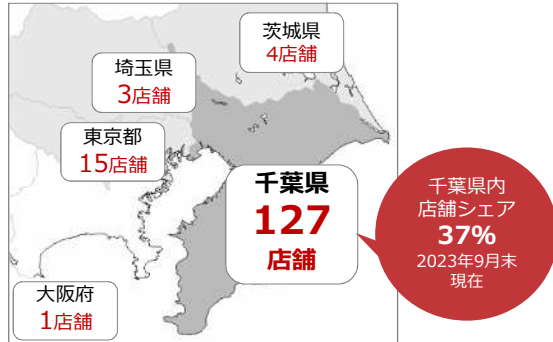 茨城県
4店舗
埼玉県
3店舗
東京都
15店舗
千葉県
127
店舗
千葉県内
店舗シェア
37%
2023年9月末
現在
大阪府
1店舗